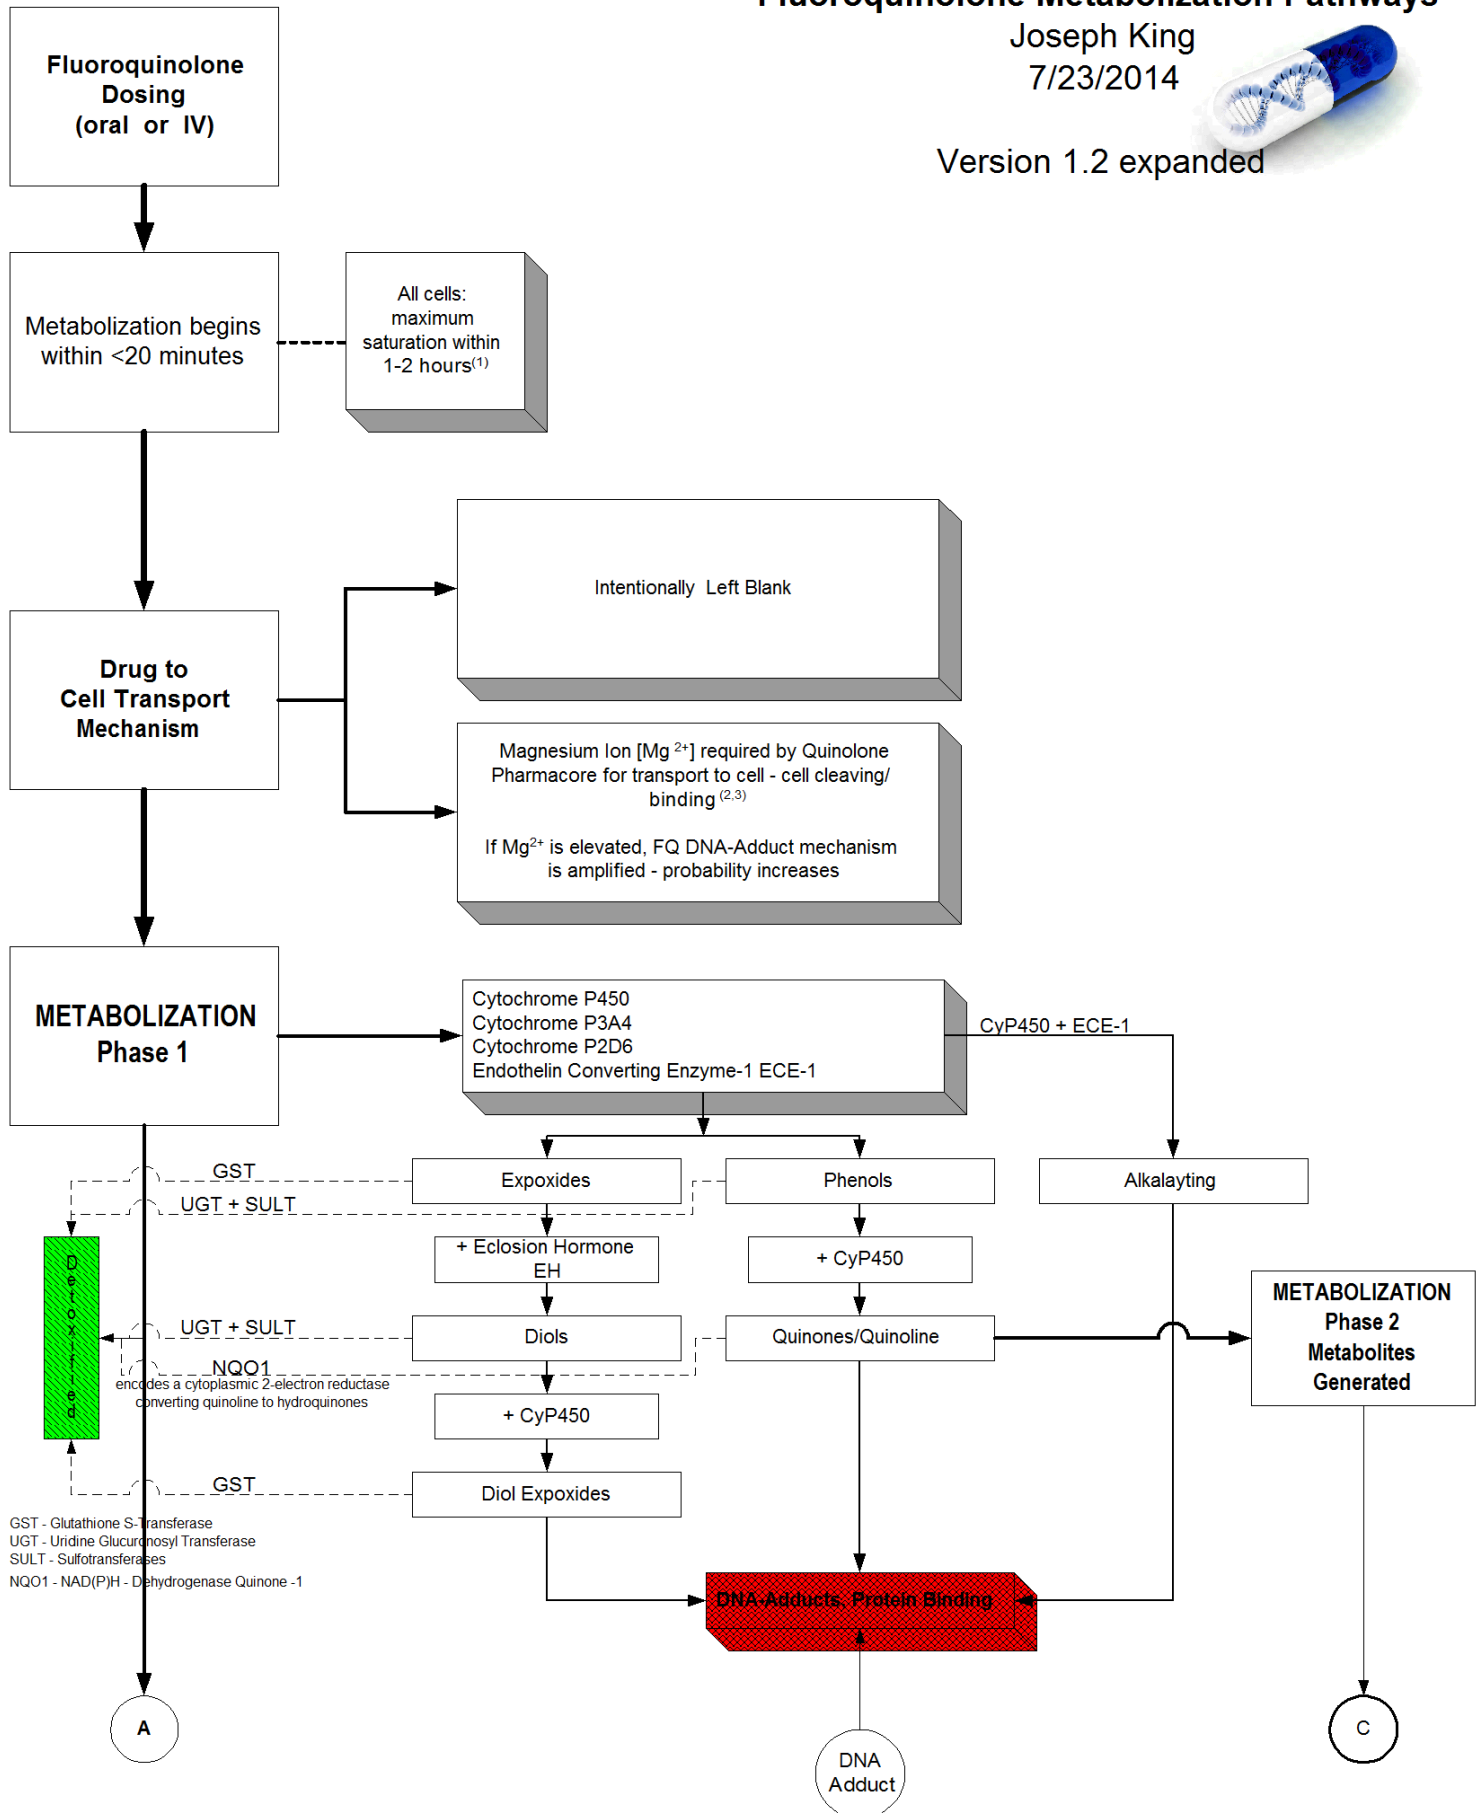 Fluoroquinolone Metabolization Pathways
Joseph King
7/23/2014
Version 1.2 expanded
Fluoroquinolone
Dosing
(oral or IV)
Metabolization begins
within <20 minutes
All cells:
maximum
saturation within
1-2 hours(1)
Intentionally Left Blank
Drug to
Cell Transport
Mechanism
Magnesium Ion [Mg 2+] required by Quinolone
Pharmacore for transport to cell - cell cleaving/
binding (2,3)
If Mg2+ is elevated, FQ DNA-Adduct mechanism
is amplified - probability increases
METABOLIZATION
Phase 1
Cytochrome P450
Cytochrome P3A4
Cytochrome P2D6
Endothelin Converting Enzyme-1 ECE-1
CyP450 + ECE-1
GST
Expoxides
Phenols
Alkalayting
UGT + SULT
+ Eclosion Hormone
EH
+ CyP450
Detoxified
METABOLIZATION
Phase 2
Metabolites
Generated
UGT + SULT
Diols
Quinones/Quinoline
NQO1
encodes a cytoplasmic 2-electron reductase
converting quinoline to hydroquinones
+ CyP450
GST
Diol Expoxides
GST - Glutathione S-Transferase
UGT - Uridine Glucuronosyl Transferase
SULT - Sulfotransferases
NQO1 - NAD(P)H - Dehydrogenase Quinone -1
DNA-Adducts, Protein Binding
A
DNA
Adduct
C